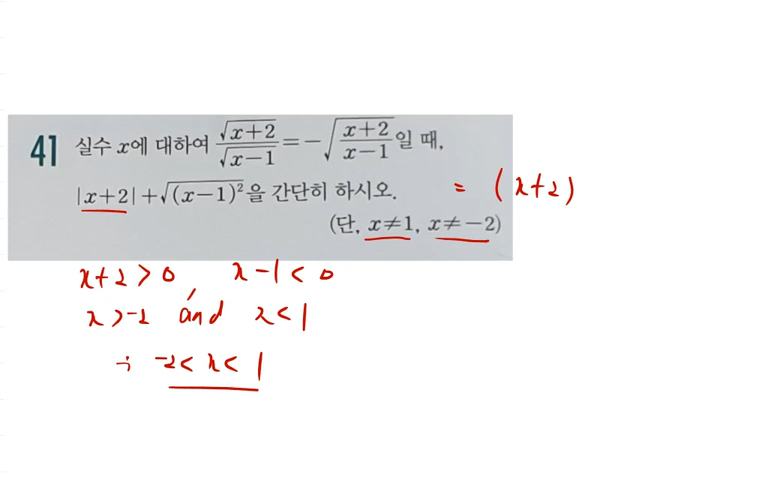 41 실수 x에 대하여 √(x+2)/√(x−1) = −√((x+2)/(x−1))일 때,
|x+2|+√((x−1)²)을 간단히 하시오. = (x+2)
(단, x≠1, x≠−2)
x+2>0, x−1<0
x>−2 and x<1
∴ −2<x<1